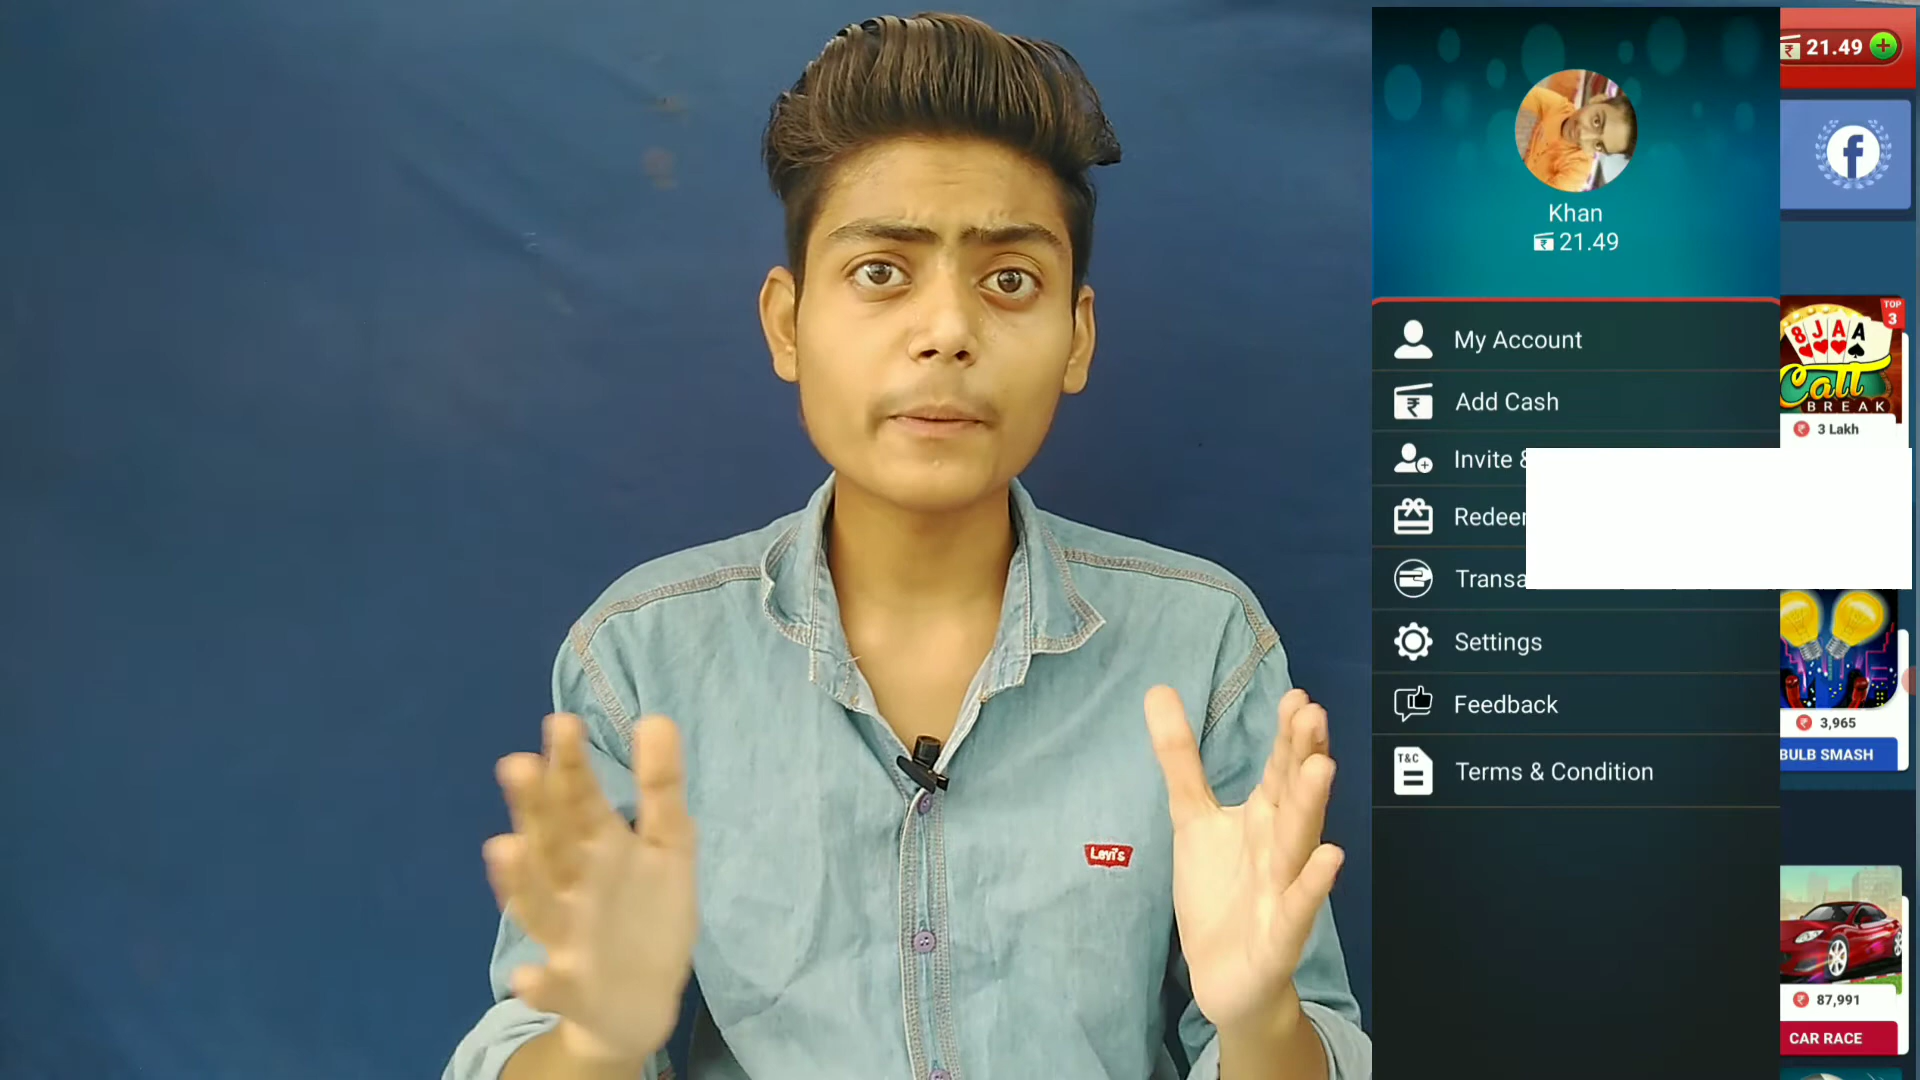 21.49
Khan
21.49
My Account
Add Cash
Invite &
Redeem
Transa
Settings
Feedback
T&C
Terms & Condition
TOP
3
8 J A A
Call
BREAK
3 Lakh
3,965
BULB SMASH
87,991
CAR RACE
Levi's